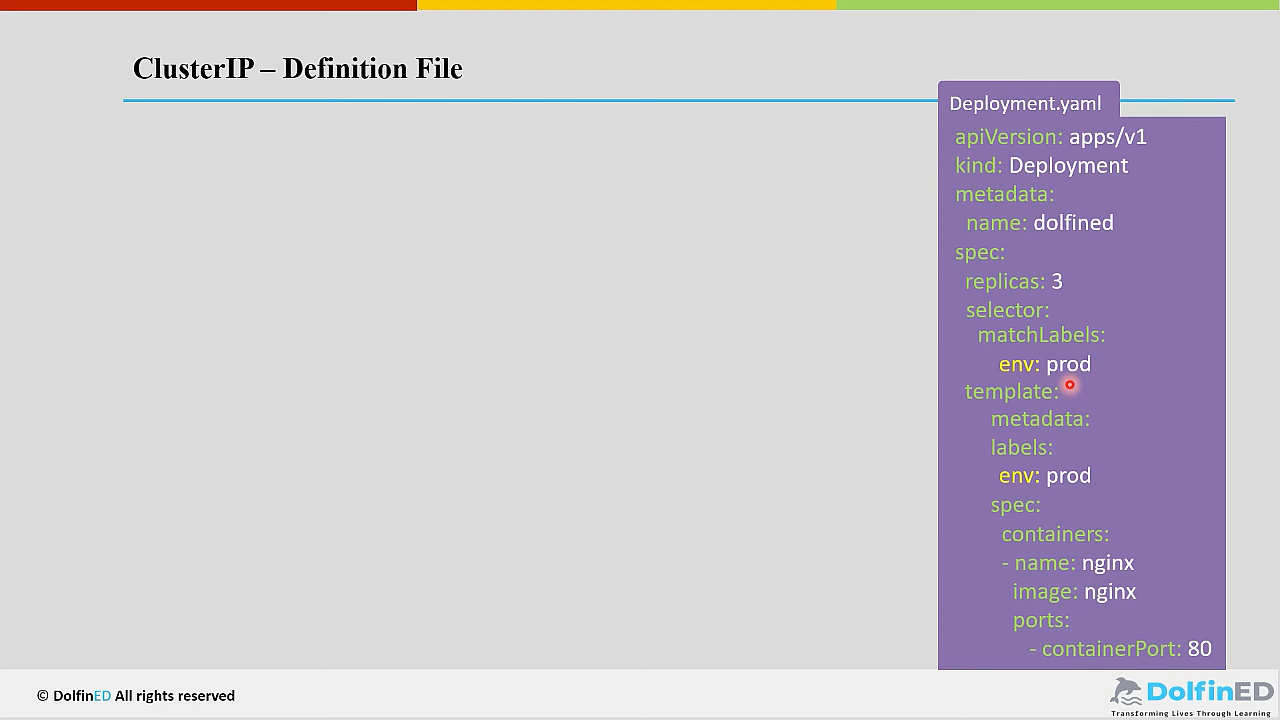 ClusterIP – Definition File
Deployment.yaml
apiVersion: apps/v1
kind: Deployment
metadata:
name: dolfined
spec:
replicas: 3
selector:
matchLabels:
env: prod
template:
metadata:
labels:
env: prod
spec:
containers:
- name: nginx
image: nginx
ports:
- containerPort: 80
© DolfinED All rights reserved
DolfinED
Transforming Lives Through Learning